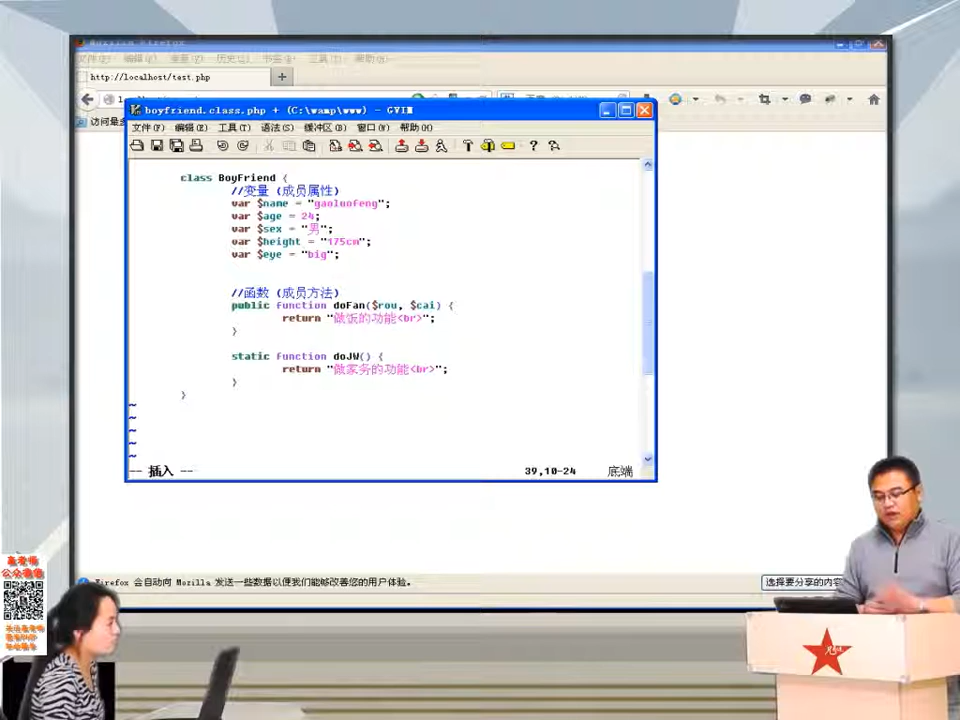 http://localhost/test.php
boyfriend.class.php + (C:\wamp\www) - GVIM
文件(F) 编辑(E) 工具(T) 语法(S) 缓冲区(B) 窗口(W) 帮助(H)
访问最
class BoyFriend {
//变量 (成员属性)
var $name = "gaoluofeng";
var $age = 24;
var $sex = "男";
var $height = "175cm";
var $eye = "big";
//函数 (成员方法)
public function doFan($rou, $cai) {
return "做饭的功能<br>";
}
static function doJW() {
return "做家务的功能<br>";
}
}
~
~
~
~
~
-- 插入 --
39,10-24
底端
Firefox 会自动向 Mozilla 发送一些数据以便我们能够改善您的用户体验。
选择要分享的内容